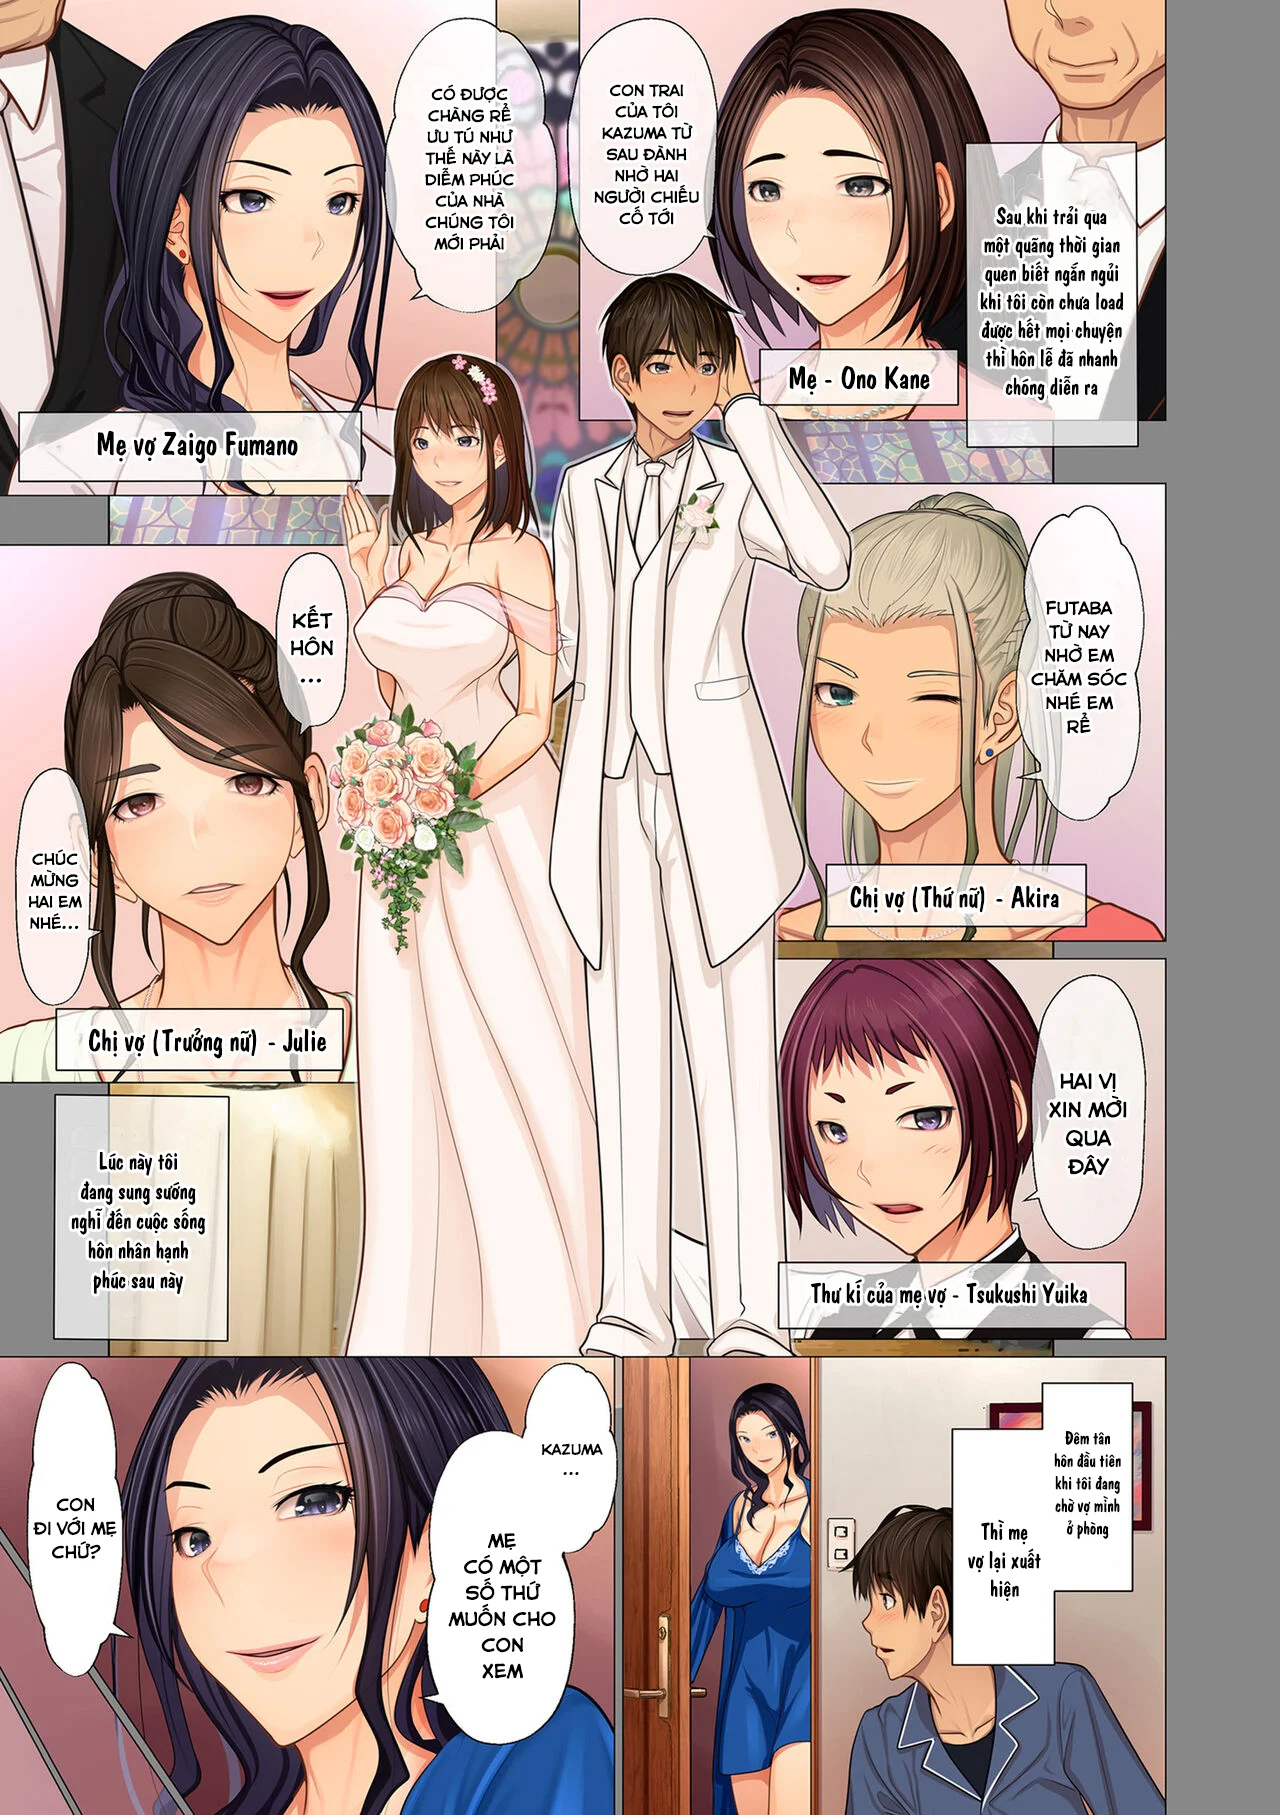 Sau khi trải qua
một quãng thời gian
quen biết ngắn ngủi
khi tôi còn chưa load
được hết mọi chuyện
thì hôn lễ đã nhanh
chóng diễn ra
CON TRAI
CỦA TÔI
KAZUMA TỪ
SAU ĐÀNH
NHỜ HAI
NGƯỜI CHIẾU
CỐ TỚI
Mẹ - Ono Kane
CÓ ĐƯỢC
CHÀNG RỂ
ƯU TÚ NHƯ
THẾ NÀY LÀ
DIỄM PHÚC
CỦA NHÀ
CHÚNG TÔI
MỚI PHẢI
Mẹ vợ Zaigo Fumano
FUTABA
TỪ NAY
NHỜ EM
CHĂM SÓC
NHÉ EM
RỂ
Chị vợ (Thứ nữ) - Akira
KẾT
HÔN
...
CHÚC
MỪNG
HAI EM
NHÉ...
Chị vợ (Trưởng nữ) - Julie
HAI VỊ
XIN MỜI
QUA
ĐÂY
Thư kí của mẹ vợ - Tsukushi Yuika
Lúc này tôi
đang sung sướng
nghĩ đến cuộc sống
hôn nhân hạnh
phúc sau này
Đêm tân
hôn đầu tiên
khi tôi đang
chờ vợ mình
ở phòng
Thì mẹ
vợ lại xuất
hiện
KAZUMA
...
MẸ
CÓ MỘT
SỐ THỨ
MUỐN CHO
CON
XEM
CON
ĐI VỚI MẸ
CHỨ?